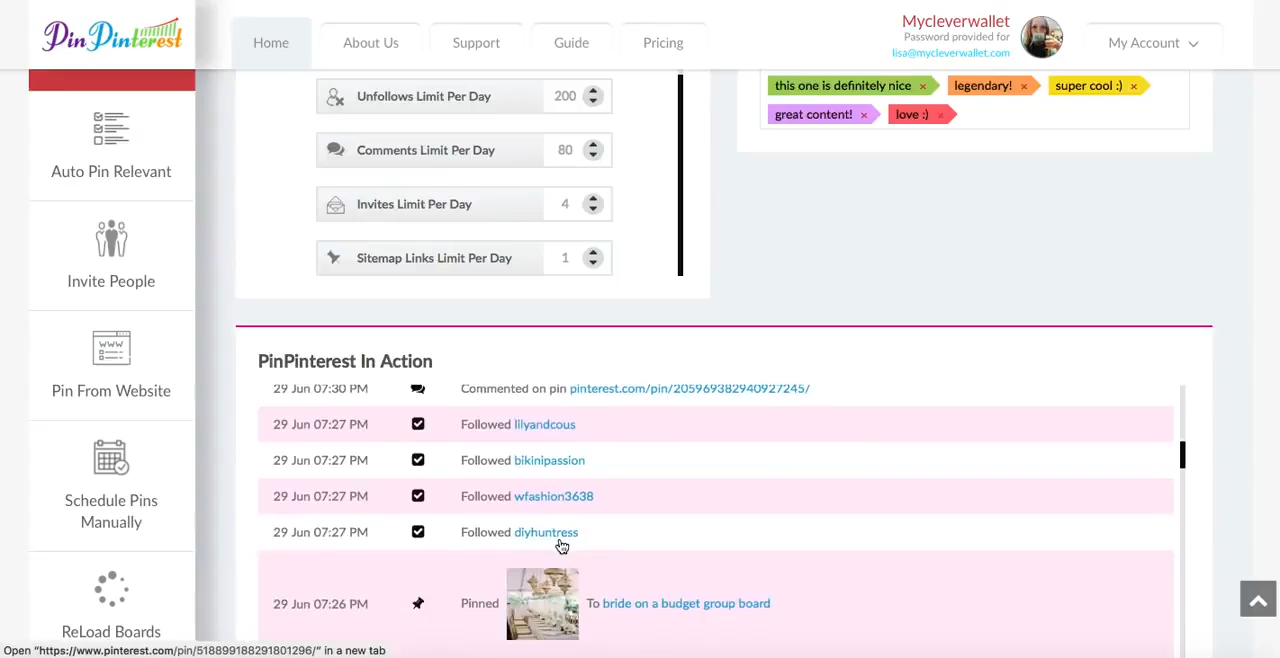 PinPinterest
Home
About Us
Support
Guide
Pricing
Mycleverwallet
Password provided for
lisa@mycleverwallet.com
My Account
Auto Pin Relevant
Invite People
Pin From Website
Schedule Pins
Manually
ReLoad Boards
Unfollows Limit Per Day 200
Comments Limit Per Day 80
Invites Limit Per Day 4
Sitemap Links Limit Per Day 1
this one is definitely nice × legendary! × super cool :) ×
great content! × love :) ×
PinPinterest In Action
29 Jun 07:30 PM Commented on pin pinterest.com/pin/205969382940927245/
29 Jun 07:27 PM Followed lilyandcous
29 Jun 07:27 PM Followed bikinipassion
29 Jun 07:27 PM Followed wfashion3638
29 Jun 07:27 PM Followed diyhuntress
29 Jun 07:26 PM Pinned To bride on a budget group board
Open "https://www.pinterest.com/pin/518899188291801296/" in a new tab